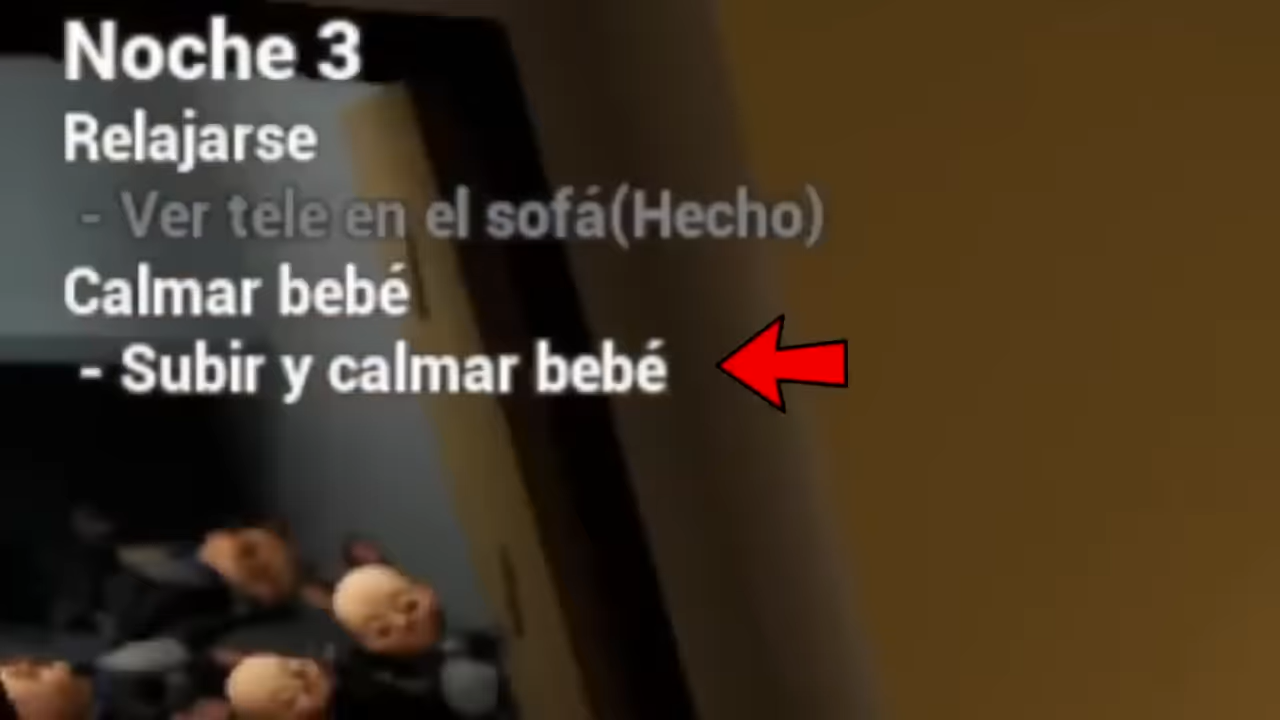 Noche 3
Relajarse
- Ver tele en el sofá(Hecho)
Calmar bebé
- Subir y calmar bebé